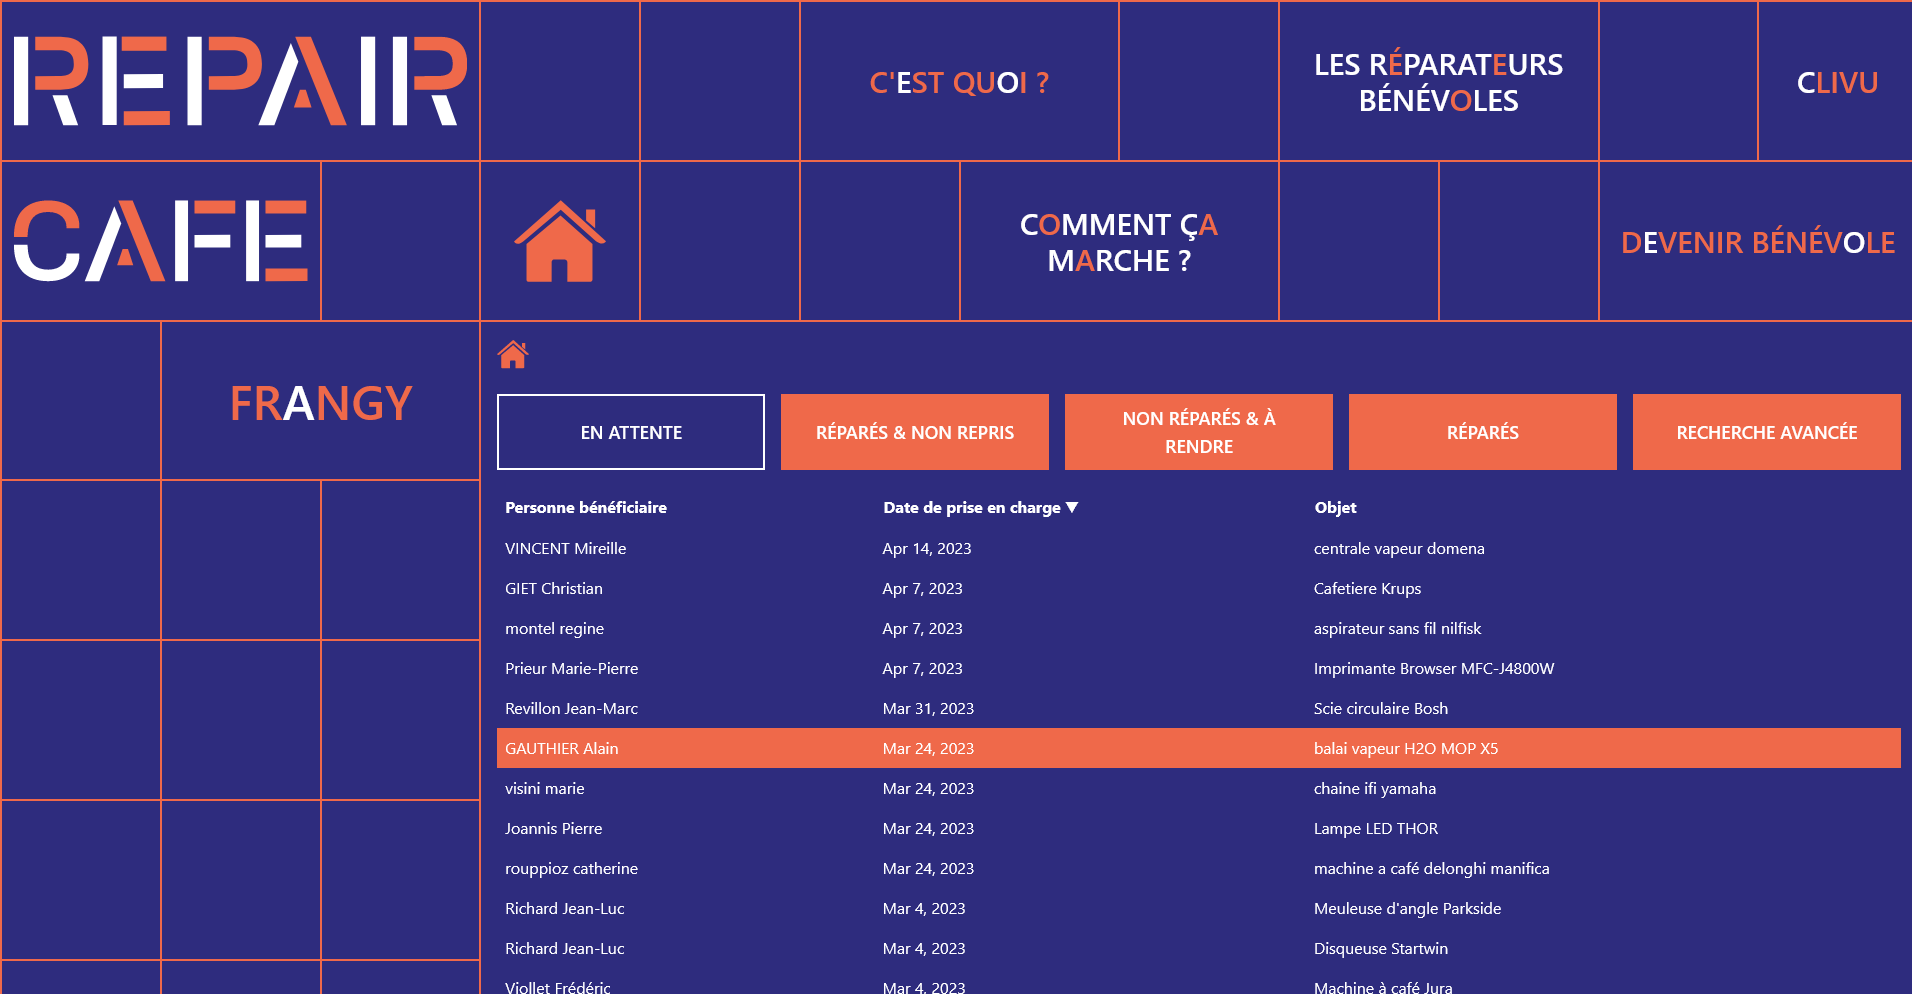 REPAIR
C'EST QUOI ?
LES RÉPARATEURS
BÉNÉVOLES
CLIVU
CAFE
COMMENT ÇA
MARCHE ?
DEVENIR BÉNÉVOLE
FRANGY
EN ATTENTE
RÉPARÉS & NON REPRIS
NON RÉPARÉS & À
RENDRE
RÉPARÉS
RECHERCHE AVANCÉE
Personne bénéficiaire Date de prise en charge ▼ Objet
VINCENT Mireille Apr 14, 2023 centrale vapeur domena
GIET Christian Apr 7, 2023 Cafetiere Krups
montel regine Apr 7, 2023 aspirateur sans fil nilfisk
Prieur Marie-Pierre Apr 7, 2023 Imprimante Browser MFC-J4800W
Revillon Jean-Marc Mar 31, 2023 Scie circulaire Bosh
GAUTHIER Alain Mar 24, 2023 balai vapeur H2O MOP X5
visini marie Mar 24, 2023 chaine ifi yamaha
Joannis Pierre Mar 24, 2023 Lampe LED THOR
rouppioz catherine Mar 24, 2023 machine a café delonghi manifica
Richard Jean-Luc Mar 4, 2023 Meuleuse d'angle Parkside
Richard Jean-Luc Mar 4, 2023 Disqueuse Startwin
Viollet Frédéric Mar 4, 2023 Machine à café Jura